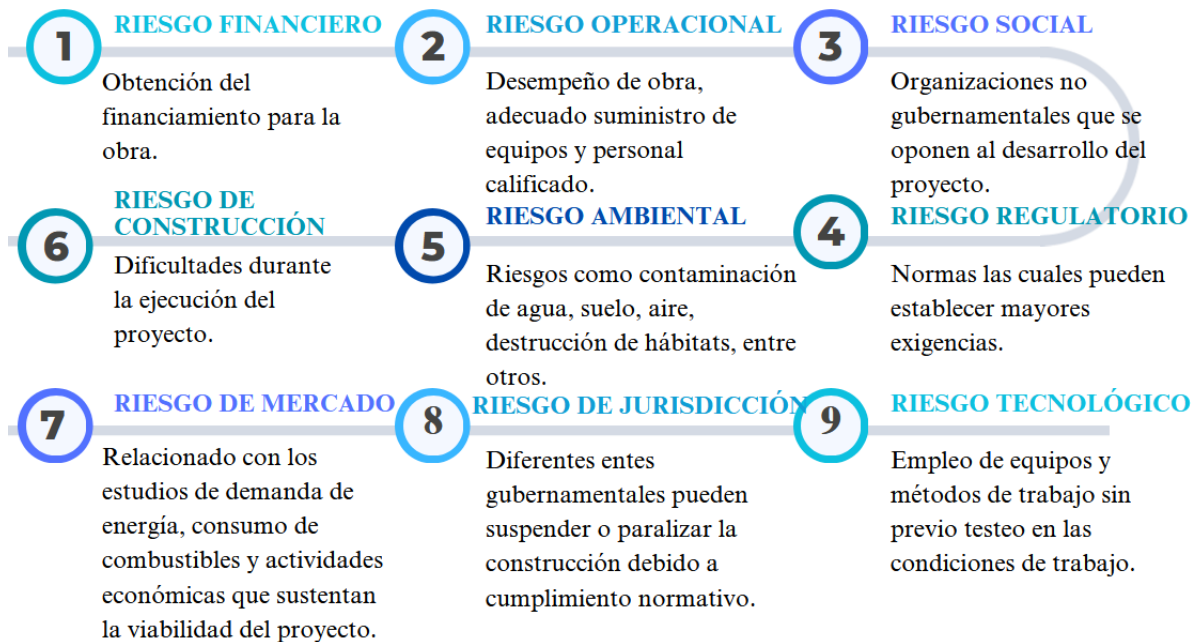 1
RIESGO FINANCIERO
Obtención del
financiamiento para la
obra.
2
RIESGO OPERACIONAL
Desempeño de obra,
adecuado suministro de
equipos y personal
calificado.
3
RIESGO SOCIAL
Organizaciones no
gubernamentales que se
oponen al desarrollo del
proyecto.
4
RIESGO REGULATORIO
Normas las cuales pueden
establecer mayores
exigencias.
5
RIESGO AMBIENTAL
Riesgos como contaminación
de agua, suelo, aire,
destrucción de hábitats, entre
otros.
6
RIESGO DE
CONSTRUCCIÓN
Dificultades durante
la ejecución del
proyecto.
7
RIESGO DE MERCADO
Relacionado con los
estudios de demanda de
energía, consumo de
combustibles y actividades
económicas que sustentan
la viabilidad del proyecto.
8
RIESGO DE JURISDICCIÓN
Diferentes entes
gubernamentales pueden
suspender o paralizar la
construcción debido a
cumplimiento normativo.
9
RIESGO TECNOLÓGICO
Empleo de equipos y
métodos de trabajo sin
previo testeo en las
condiciones de trabajo.